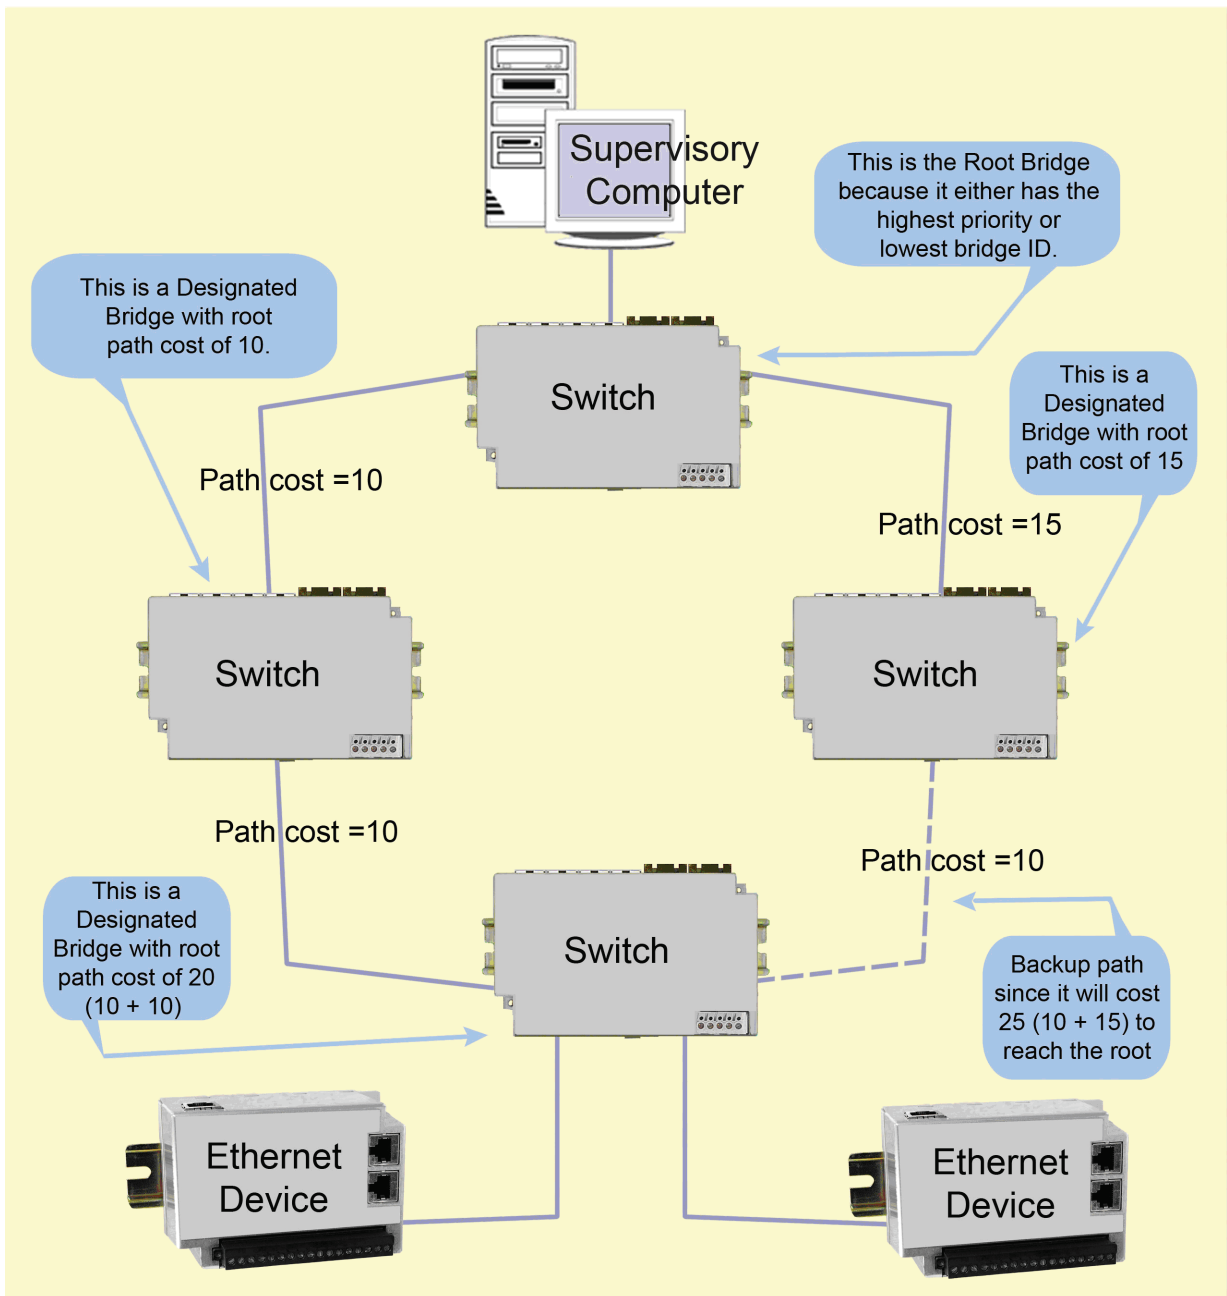 Supervisory
Computer
This is the Root Bridge
because it either has the
highest priority or
lowest bridge ID.
This is a Designated
Bridge with root
path cost of 10.
Switch
This is a
Designated
Bridge with root
path cost of 15
Path cost =10
Path cost =15
Switch
Switch
Path cost =10
Path cost =10
This is a
Designated
Bridge with root
path cost of 20
(10 + 10)
Switch
Backup path
since it will cost
25 (10 + 15) to
reach the root
Ethernet
Device
Ethernet
Device